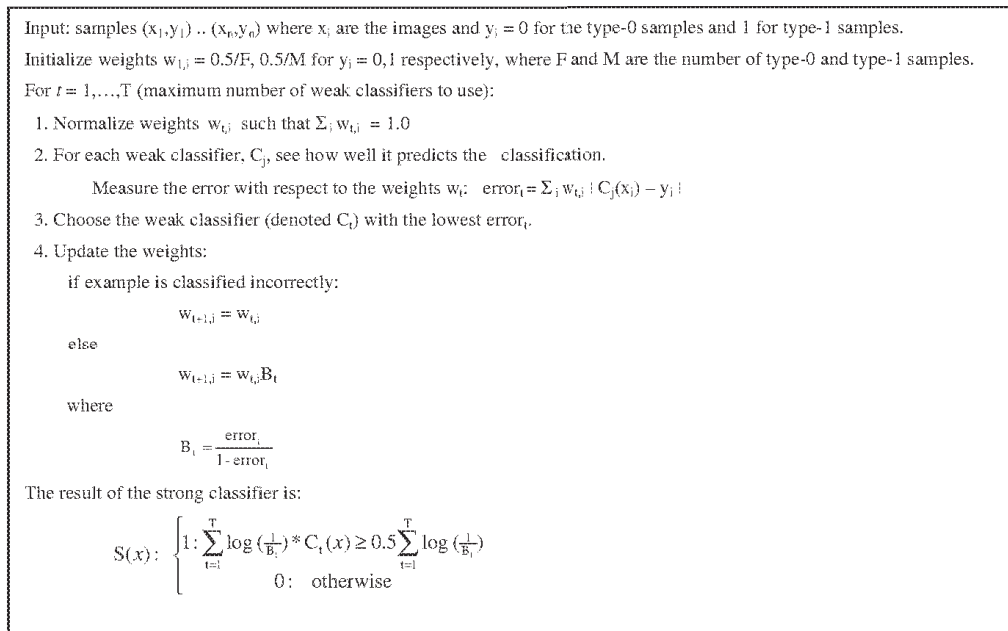 Input: samples (x₁,y₁) .. (xₙ,yₙ) where xᵢ are the images and yᵢ = 0 for the type-0 samples and 1 for type-1 samples.
Initialize weights w₁,ᵢ = 0.5/F, 0.5/M for yᵢ = 0,1 respectively, where F and M are the number of type-0 and type-1 samples.
For t = 1,...,T (maximum number of weak classifiers to use):
1. Normalize weights wₜ,ᵢ such that Σᵢ wₜ,ᵢ = 1.0
2. For each weak classifier, Cⱼ, see how well it predicts the classification.
Measure the error with respect to the weights wₜ: errorₜ = Σᵢ wₜ,ᵢ | Cⱼ(xᵢ) – yᵢ |
3. Choose the weak classifier (denoted Cₜ) with the lowest errorₜ.
4. Update the weights:
if example is classified incorrectly:
wₜ₊₁,ᵢ = wₜ,ᵢ
else
wₜ₊₁,ᵢ = wₜ,ᵢBₜ
where
Bₜ = errorₜ / 1 - errorₜ
The result of the strong classifier is:
S(x): { 1: Σ_{t=1}^{T} log (1/Bₜ) * Cₜ(x) ≥ 0.5 Σ_{t=1}^{T} log (1/Bₜ)
0: otherwise